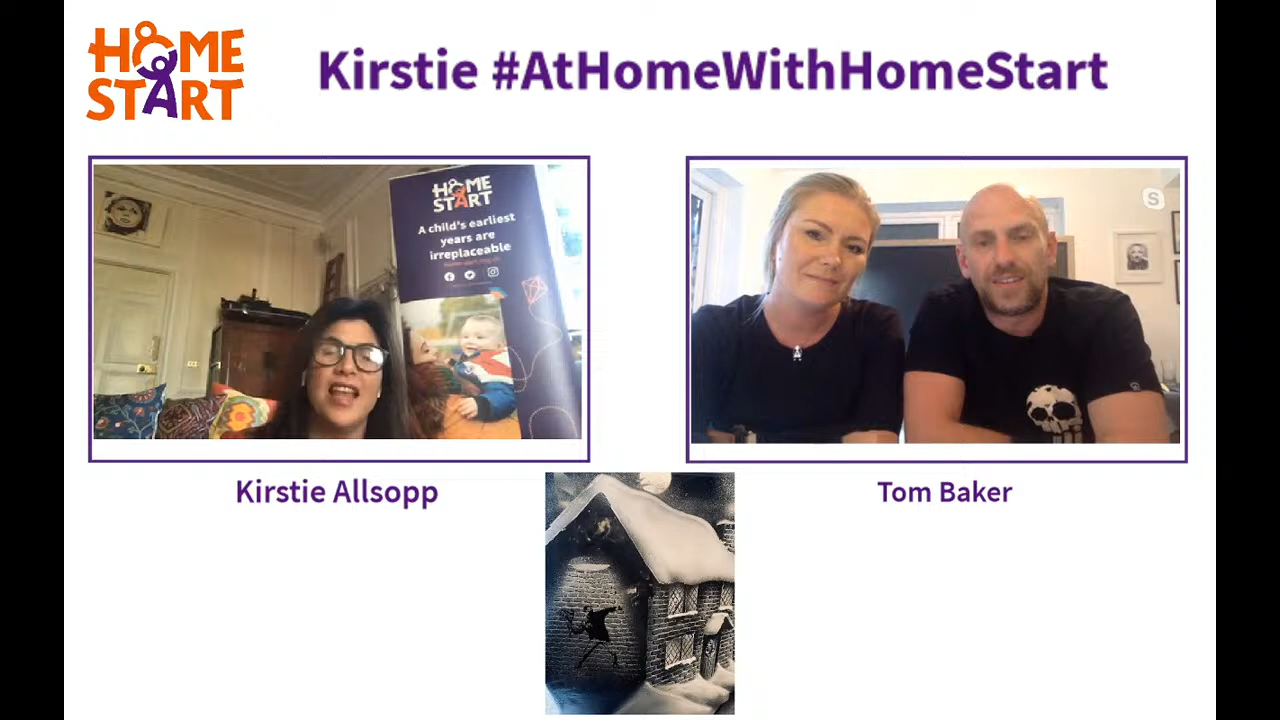 HOME
START
Kirstie #AtHomeWithHomeStart
HOME
START
A child's earliest
years are
irreplaceable
S
Kirstie Allsopp
Tom Baker